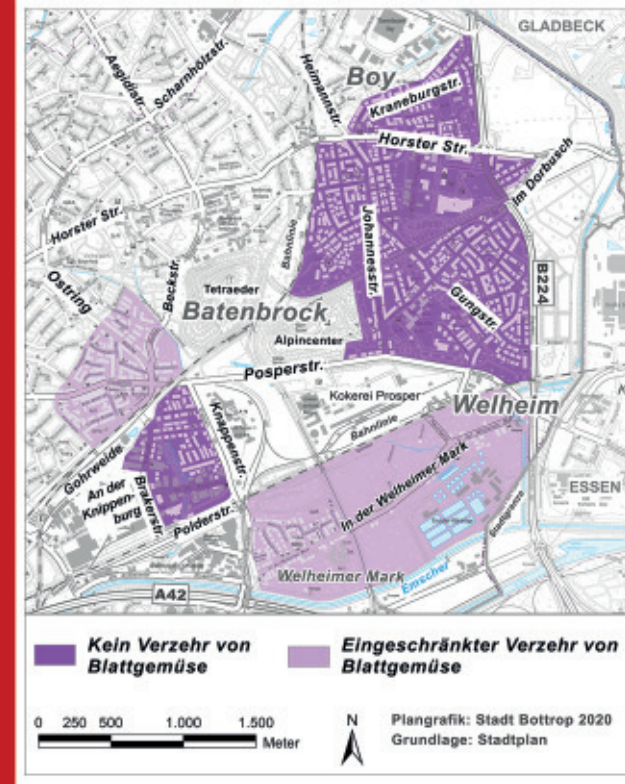 GLADBECK
Boy
Aegidistr.
Scharnhölzstr.
Heimannstr.
Kraneburgstr.
Horster Str.
Im Dorbusch
Horster Str.
Bahnlinie
Johannesstr.
Ostring
Beckstr.
Tetraeder
Batenbrock
Gungstr.
B224
Alpincenter
Posperstr.
Kokerei Prosper
Welheim
Bahnlinie
Knappenstr.
Gohrweide
An der
Knippen-
burg
Brakerstr.
Polderstr.
In der Welheimer Mark
ESSEN
Stadtgrenze
Welheimer Mark
Emscher
A42
Kein Verzehr von
Blattgemüse
Eingeschränkter Verzehr von
Blattgemüse
0 250 500 1.000 1.500
Meter
N
Plangrafik: Stadt Bottrop 2020
Grundlage: Stadtplan